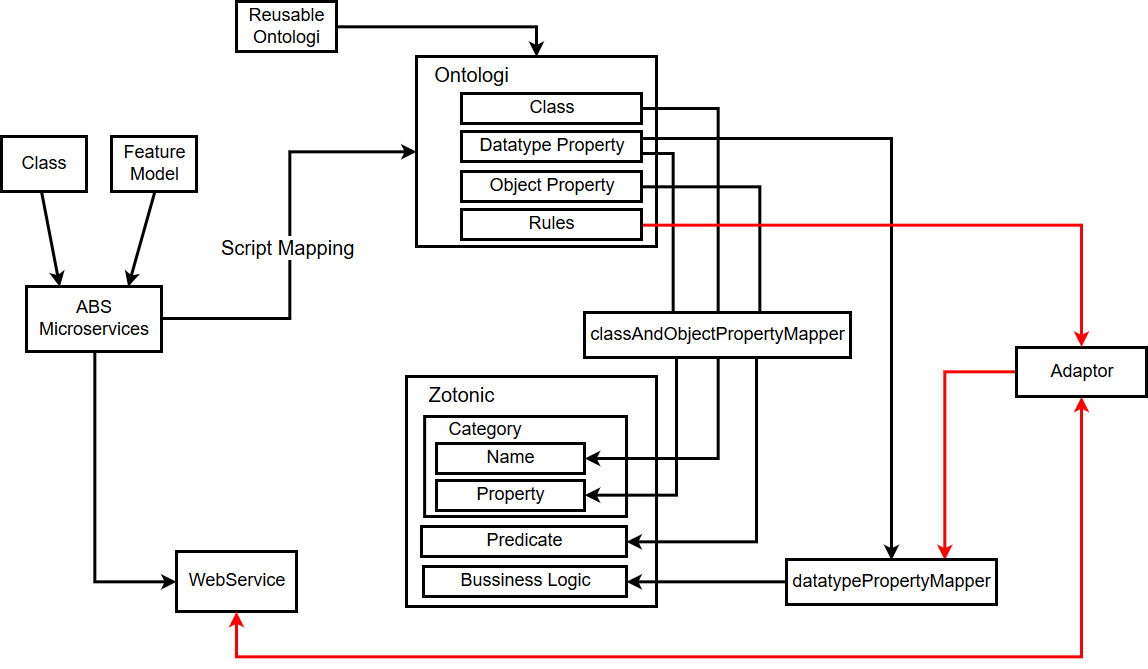 Reusable
Ontologi
Ontologi
Class
Datatype Property
Object Property
Rules
Class
Feature
Model
Script Mapping
ABS
Microservices
classAndObjectPropertyMapper
Adaptor
Zotonic
Category
Name
Property
Predicate
Bussiness Logic
WebService
datatypePropertyMapper